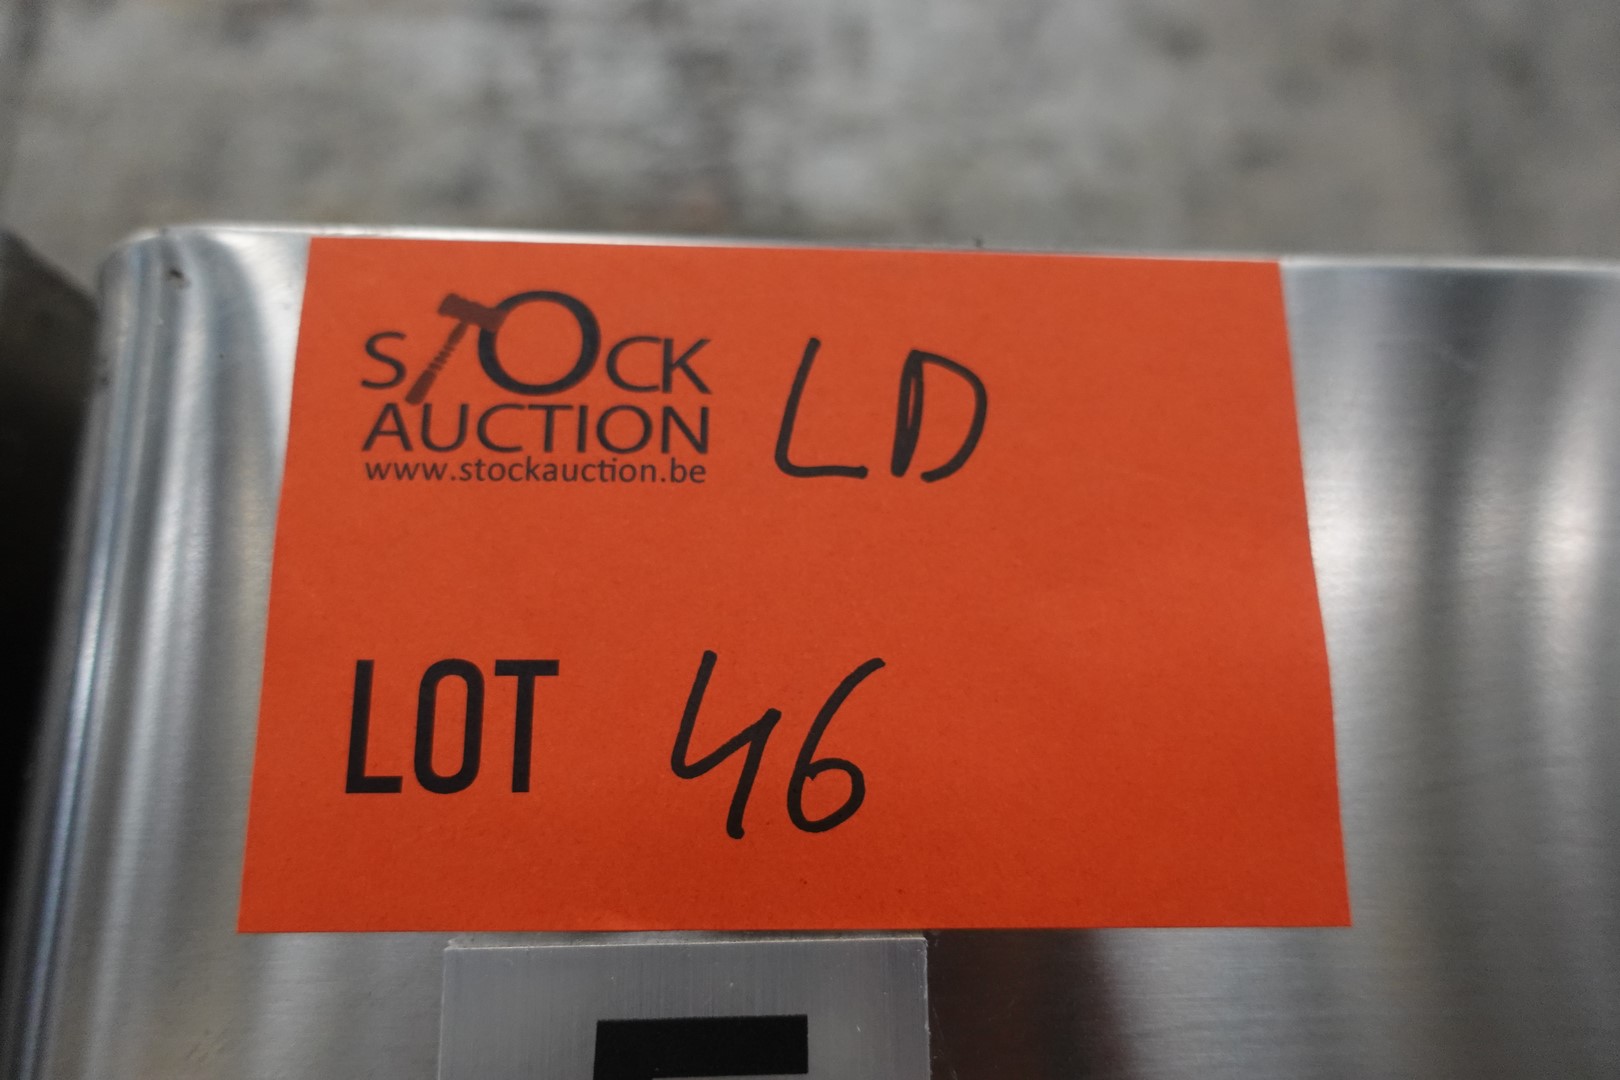 STOCK LD
AUCTION
www.stockauction.be
LOT 46